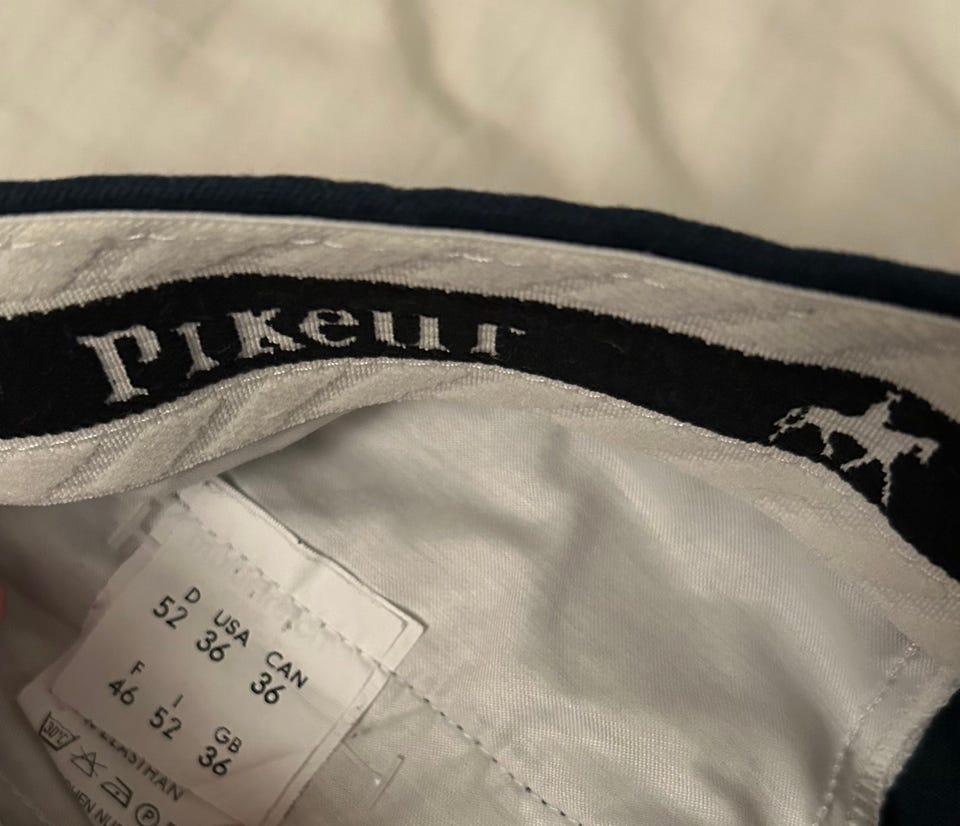 Pikeur
D USA CAN
52 36 36
F I GB
46 52 36
30°C P